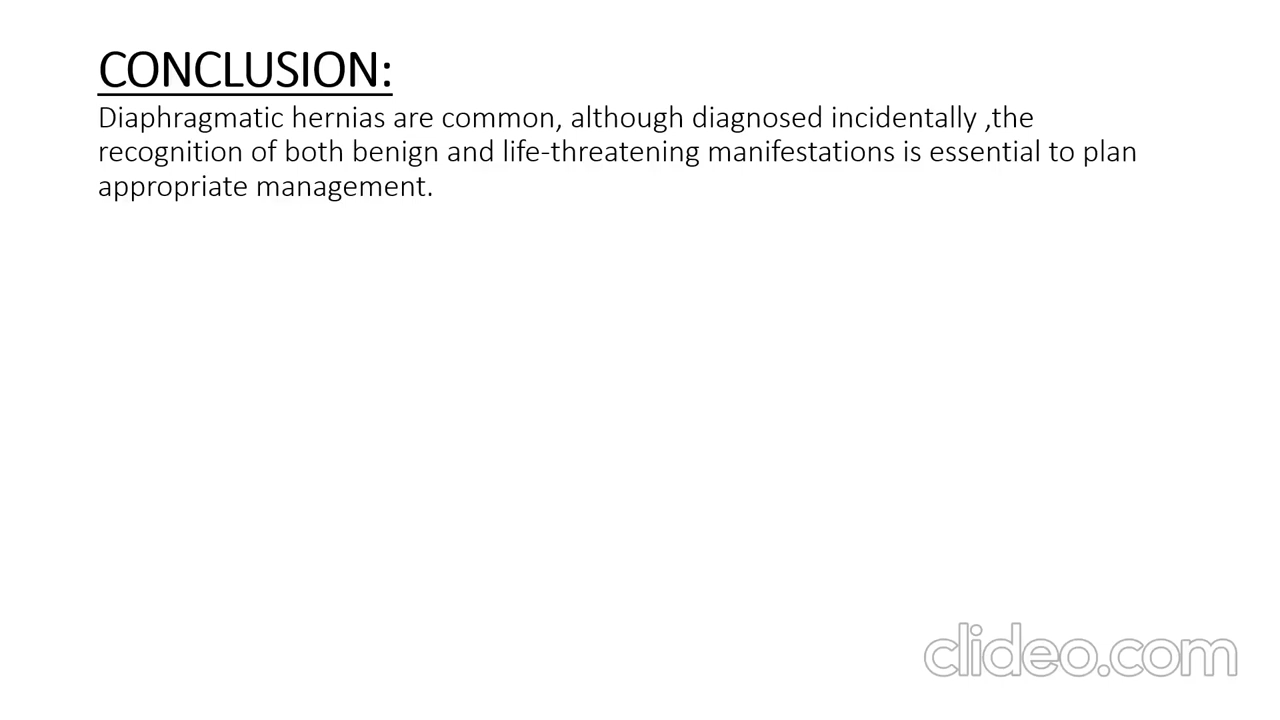 CONCLUSION:
Diaphragmatic hernias are common, although diagnosed incidentally ,the
recognition of both benign and life-threatening manifestations is essential to plan
appropriate management.
clideo.com